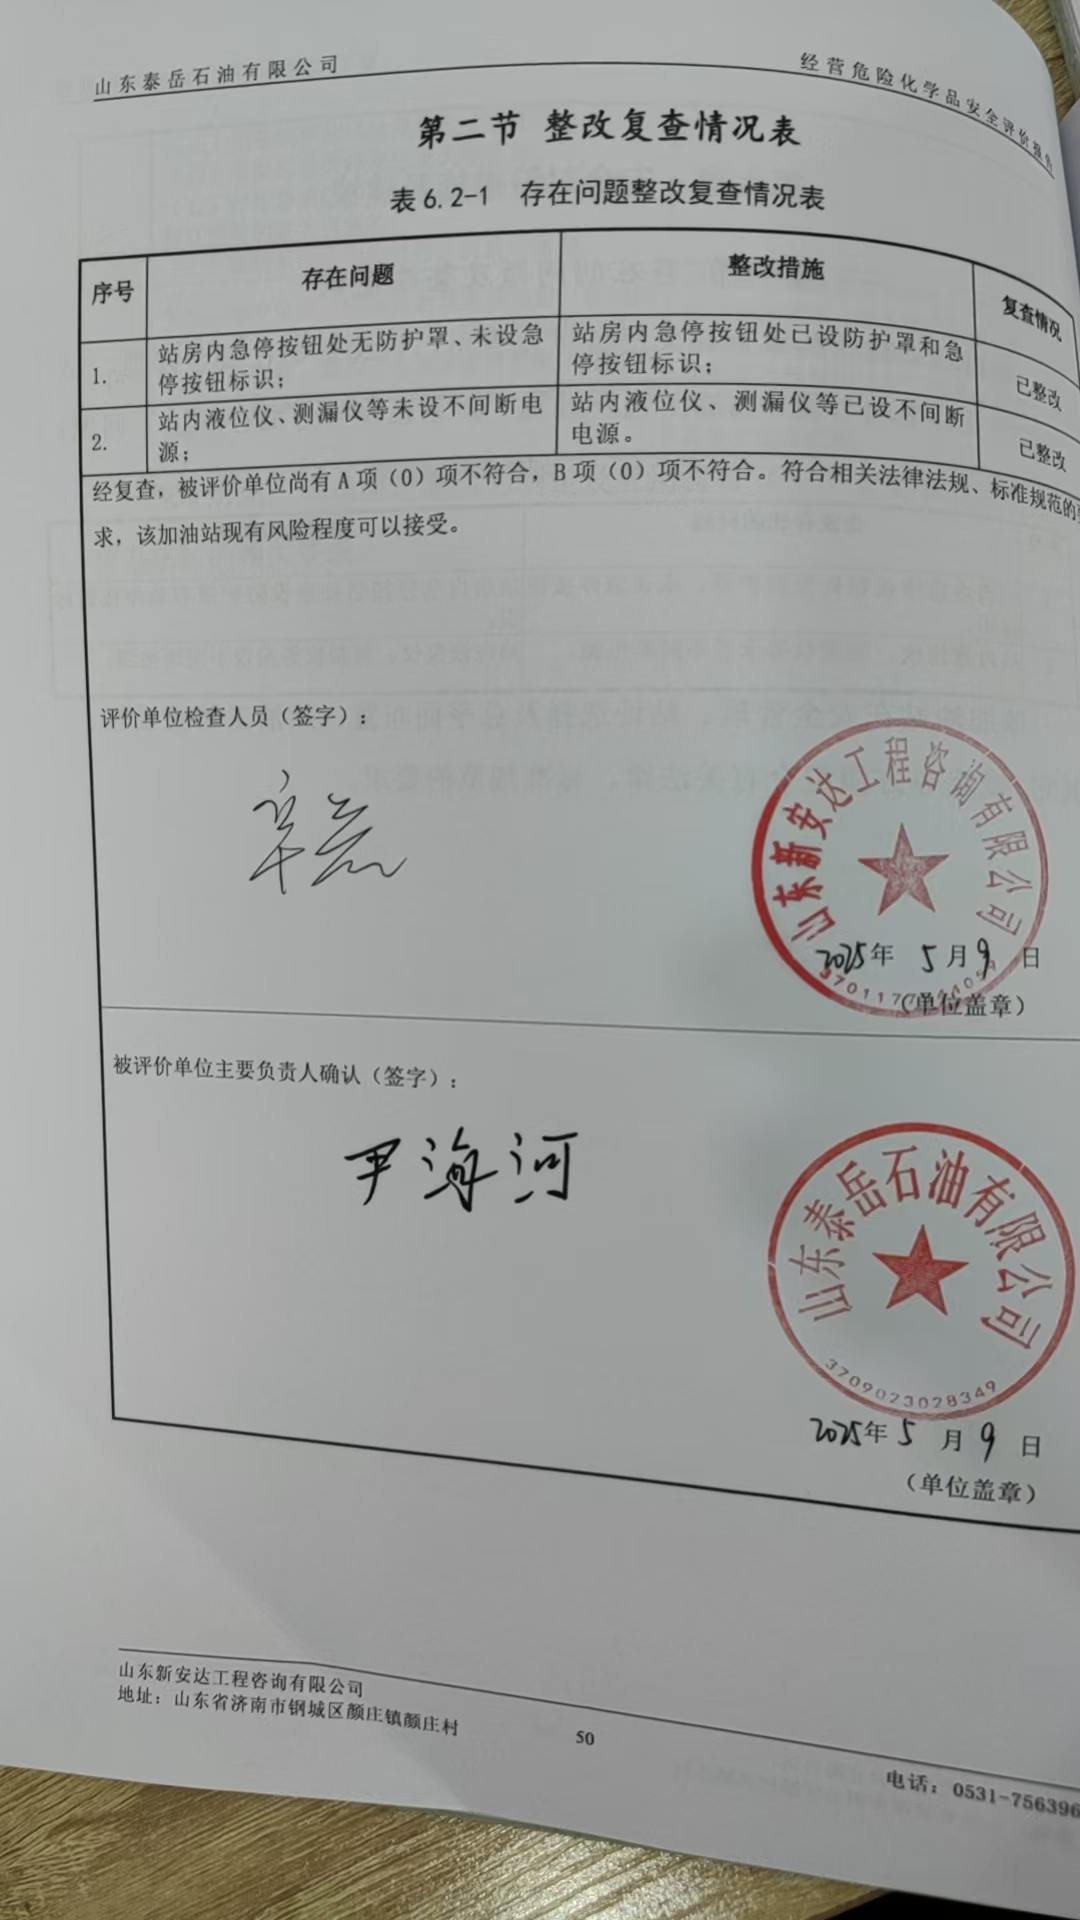 山东泰岳石油有限公司
经营危险化学品安全评价报告
第二节 整改复查情况表
表6.2-1 存在问题整改复查情况表
序号
存在问题
整改措施
复查情况
1.
站房内急停按钮处无防护罩、未设急
停按钮标识；
站房内急停按钮处已设防护罩和急
停按钮标识；
已整改
2.
站内液位仪、测漏仪等未设不间断电
源；
站内液位仪、测漏仪等已设不间断
电源。
已整改
经复查，被评价单位尚有A项（0）项不符合，B项（0）项不符合。符合相关法律法规、标准规范的
求，该加油站现有风险程度可以接受。
评价单位检查人员（签字）：
山东新安达工程咨询有限公司
2025年 5月9日
（单位盖章）
被评价单位主要负责人确认（签字）：
尹海河
山东泰岳石油有限公司
3709023028349
2025年5月9日
（单位盖章）
山东新安达工程咨询有限公司
地址：山东省济南市钢城区颜庄镇颜庄村
50
电话：0531-756396